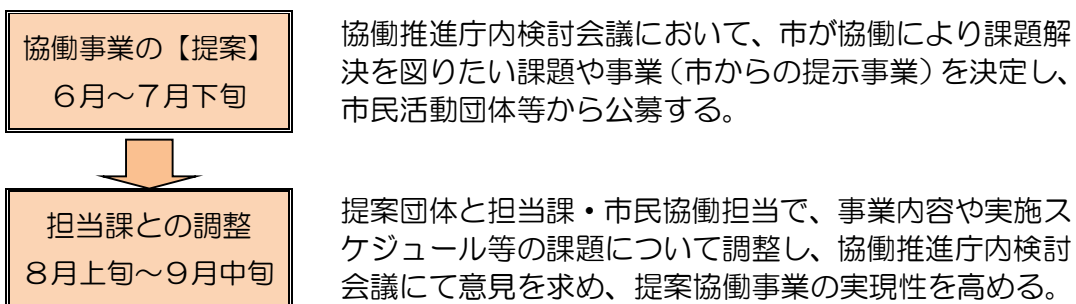 協働事業の【提案】
６月～７月下旬
協働推進庁内検討会議において、市が協働により課題解
決を図りたい課題や事業（市からの提示事業）を決定し、
市民活動団体等から公募する。
担当課との調整
８月上旬～９月中旬
提案団体と担当課・市民協働担当で、事業内容や実施ス
ケジュール等の課題について調整し、協働推進庁内検討
会議にて意見を求め、提案協働事業の実現性を高める。